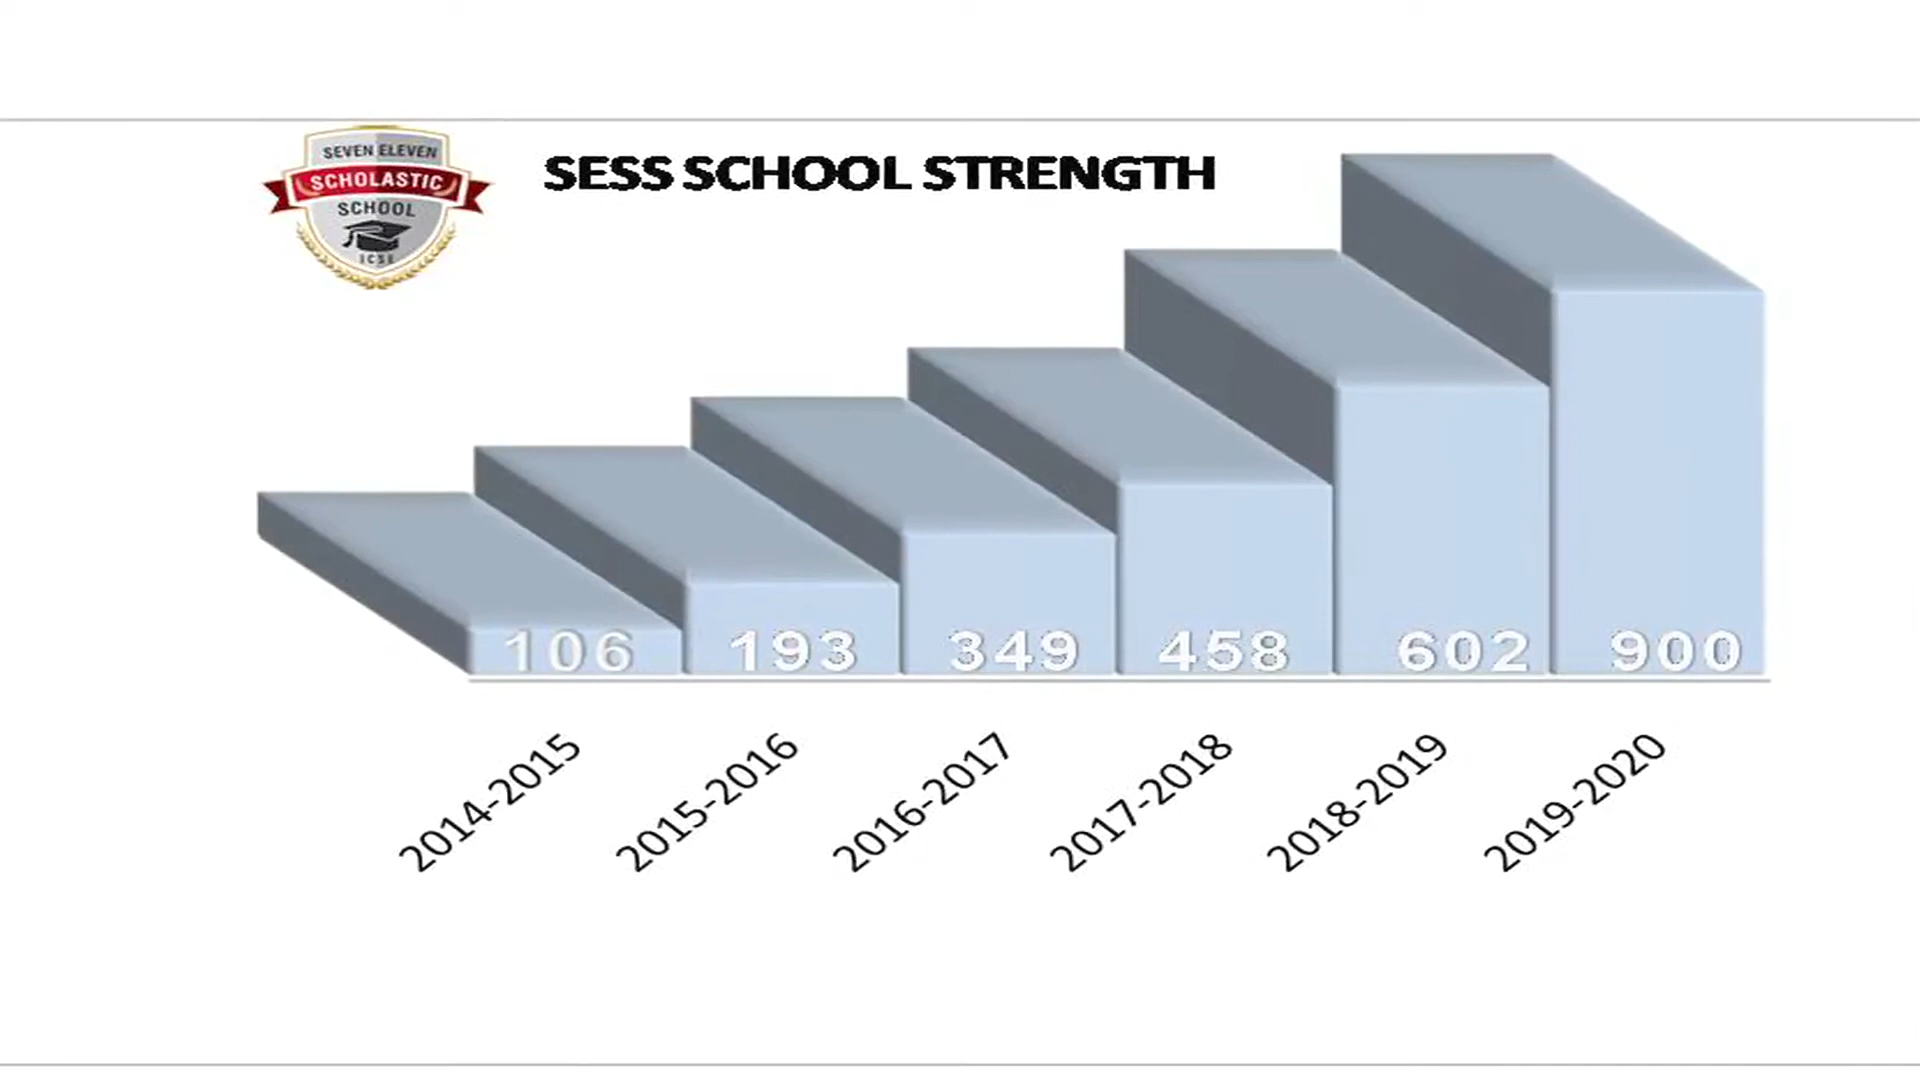 SEVEN ELEVEN
SCHOLASTIC
SCHOOL
ICSE
SESS SCHOOL STRENGTH
106 193 349 458 602 900
2014-2015 2015-2016 2016-2017 2017-2018 2018-2019 2019-2020